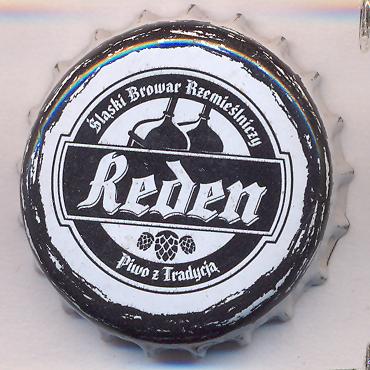 Śląski Browar Rzemieślniczy
Reden
Piwo z Tradycją